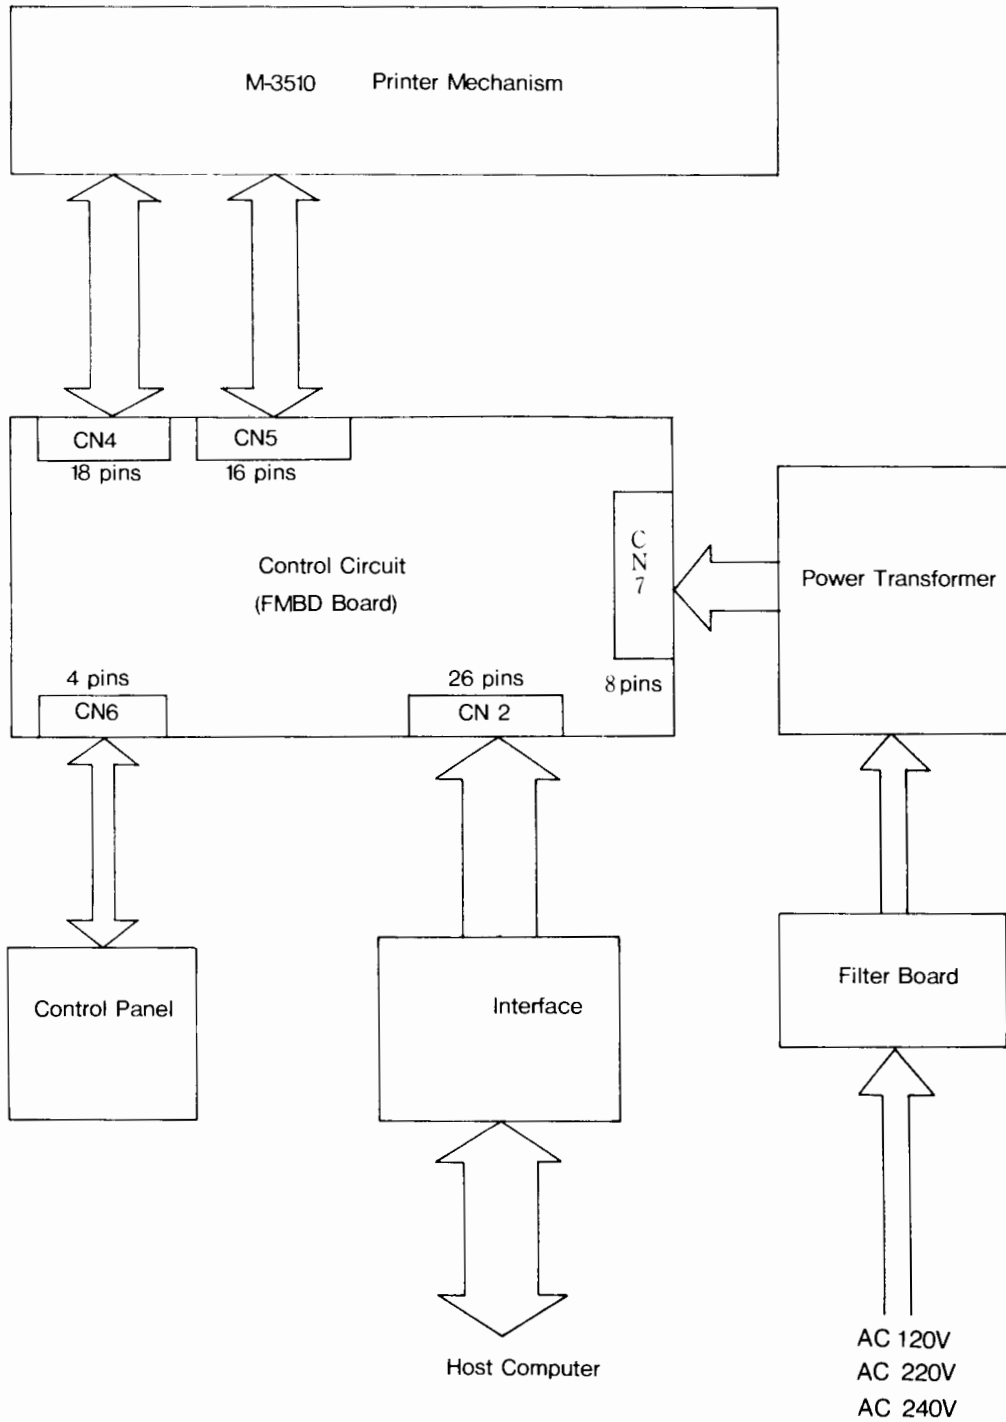 M-3510 Printer Mechanism
CN4
CN5
18 pins
16 pins
Control Circuit
(FMBD Board)
C
N
7
8 pins
Power Transformer
4 pins
CN6
26 pins
CN 2
Control Panel
Interface
Filter Board
Host Computer
AC 120V
AC 220V
AC 240V